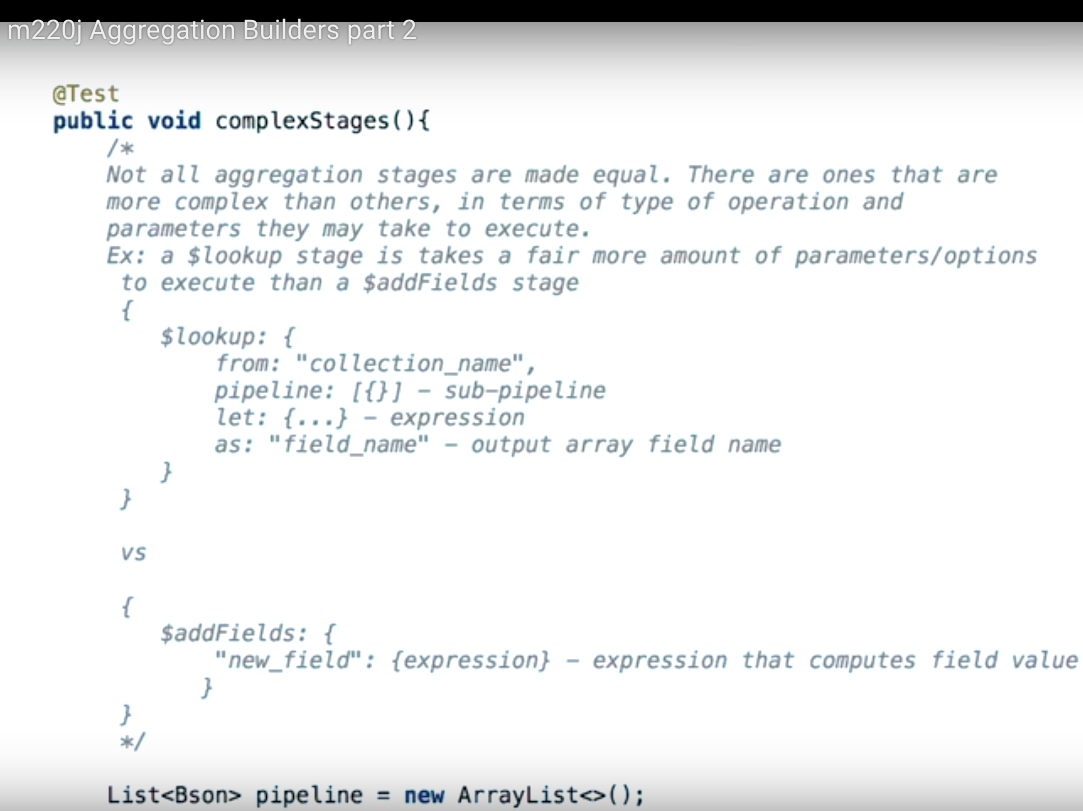 m220j Aggregation Builders part 2
@Test
public void complexStages(){
/*
Not all aggregation stages are made equal. There are ones that are
more complex than others, in terms of type of operation and
parameters they may take to execute.
Ex: a $lookup stage is takes a fair more amount of parameters/options
to execute than a $addFields stage
{
$lookup: {
from: "collection_name",
pipeline: [{}] – sub-pipeline
let: {...} – expression
as: "field_name" – output array field name
}
}
vs
{
$addFields: {
"new_field": {expression} – expression that computes field value
}
}
*/
List<Bson> pipeline = new ArrayList<>();